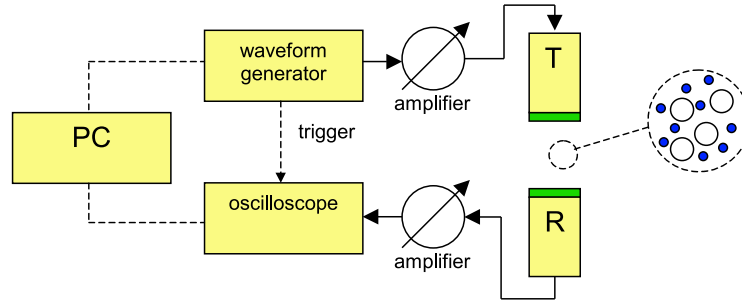 waveform
generator
T
amplifier
PC
trigger
oscilloscope
R
amplifier